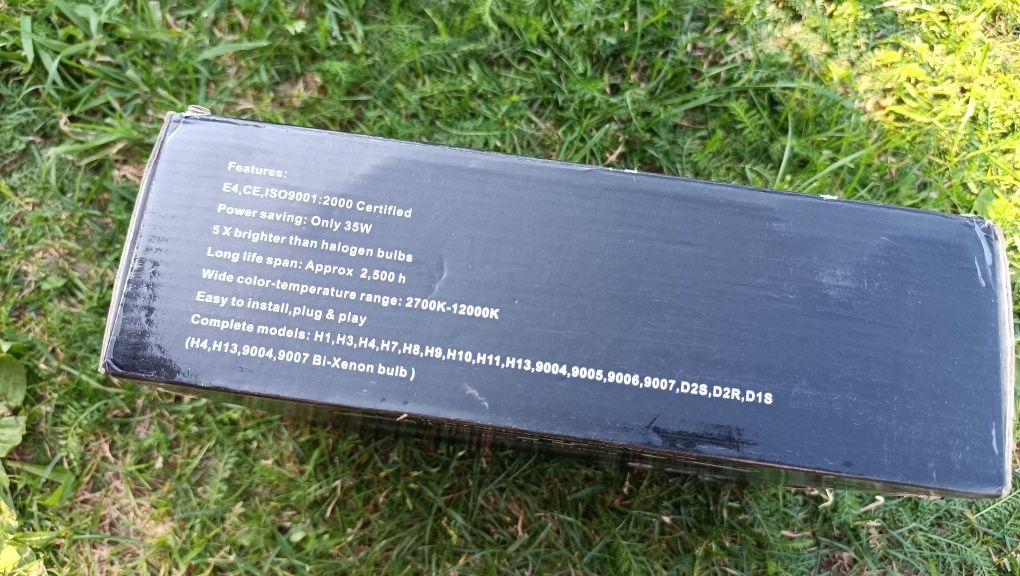 Features:
E4,CE,ISO9001:2000 Certified
Power saving: Only 35W
5 X brighter than halogen bulbs
Long life span: Approx 2,500 h
Wide color-temperature range: 2700K-12000K
Easy to install,plug & play
Complete models: H1,H3,H4,H7,H8,H9,H10,H11,H13,9004,9005,9006,9007,D2S,D2R,D1S
(H4,H13,9004,9007 Bi-Xenon bulb )